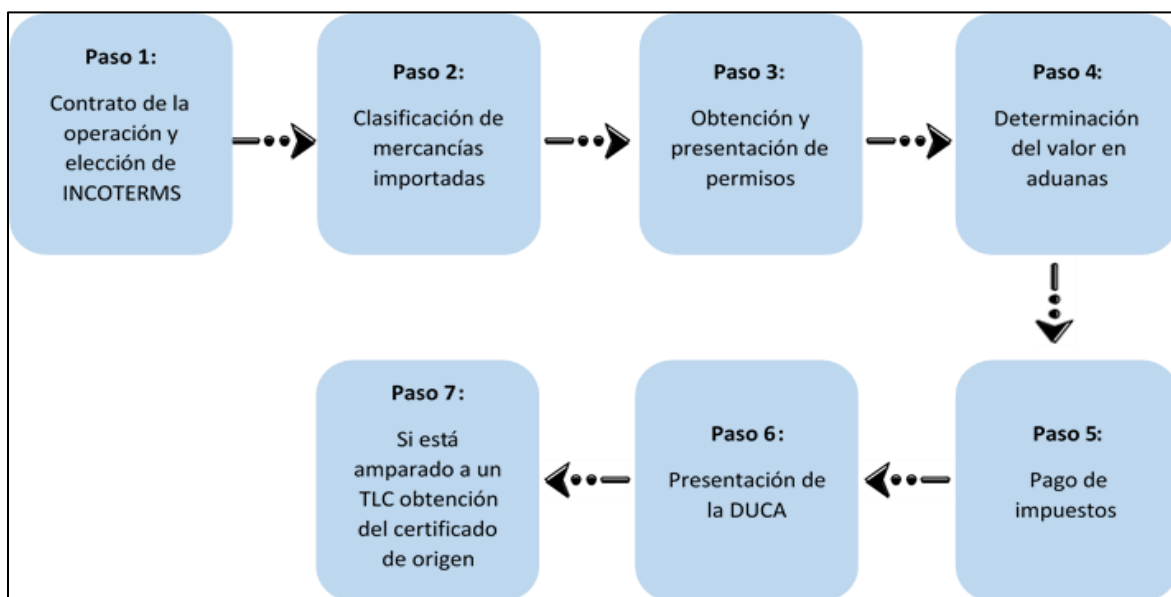 Paso 1:
Contrato de la
operación y
elección de
INCOTERMS
Paso 2:
Clasificación de
mercancías
importadas
Paso 3:
Obtención y
presentación de
permisos
Paso 4:
Determinación
del valor en
aduanas
Paso 5:
Pago de
impuestos
Paso 6:
Presentación de
la DUCA
Paso 7:
Si está
amparado a un
TLC obtención
del certificado
de origen